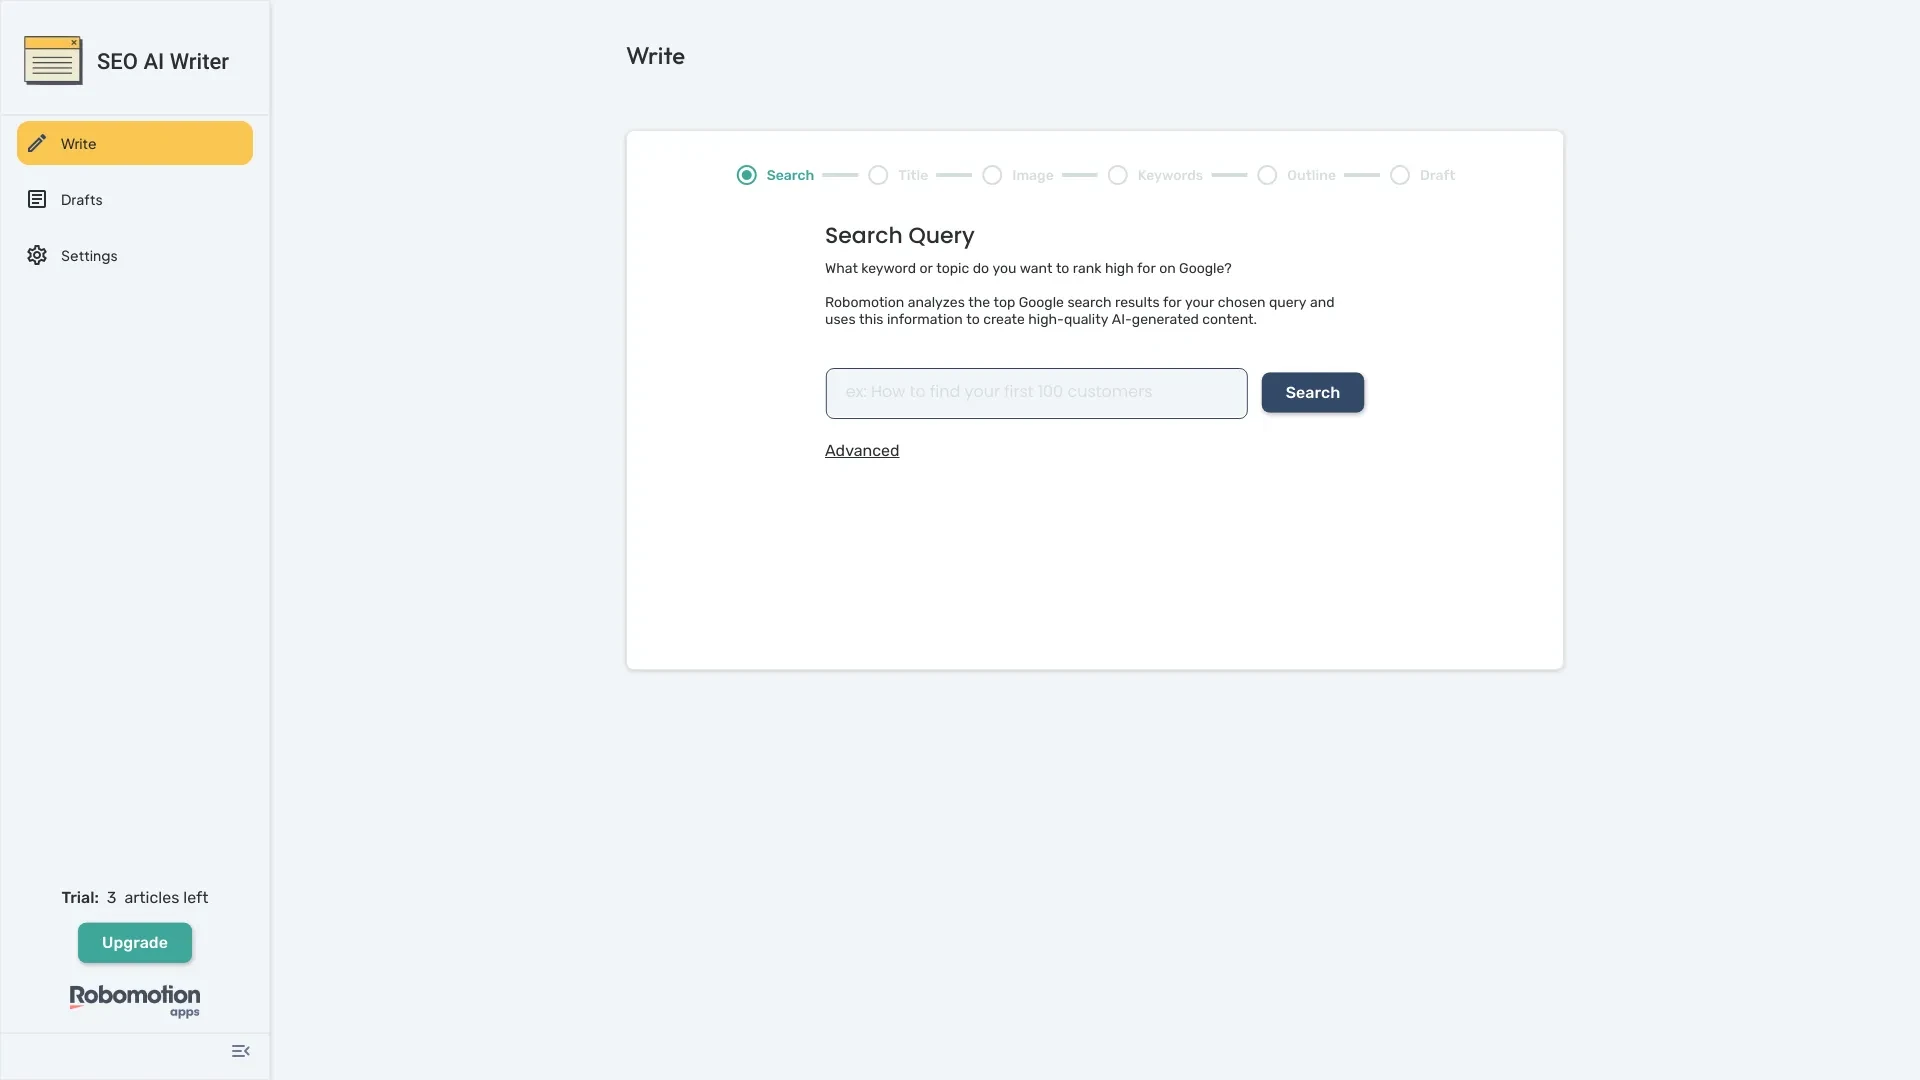 SEO AI Writer
Write
Drafts
Settings
Trial: 3 articles left
Upgrade
Robomotion
apps
Write
Search Title Image Keywords Outline Draft
Search Query
What keyword or topic do you want to rank high for on Google?
Robomotion analyzes the top Google search results for your chosen query and
uses this information to create high-quality AI-generated content.
ex: How to find your first 100 customers
Search
Advanced